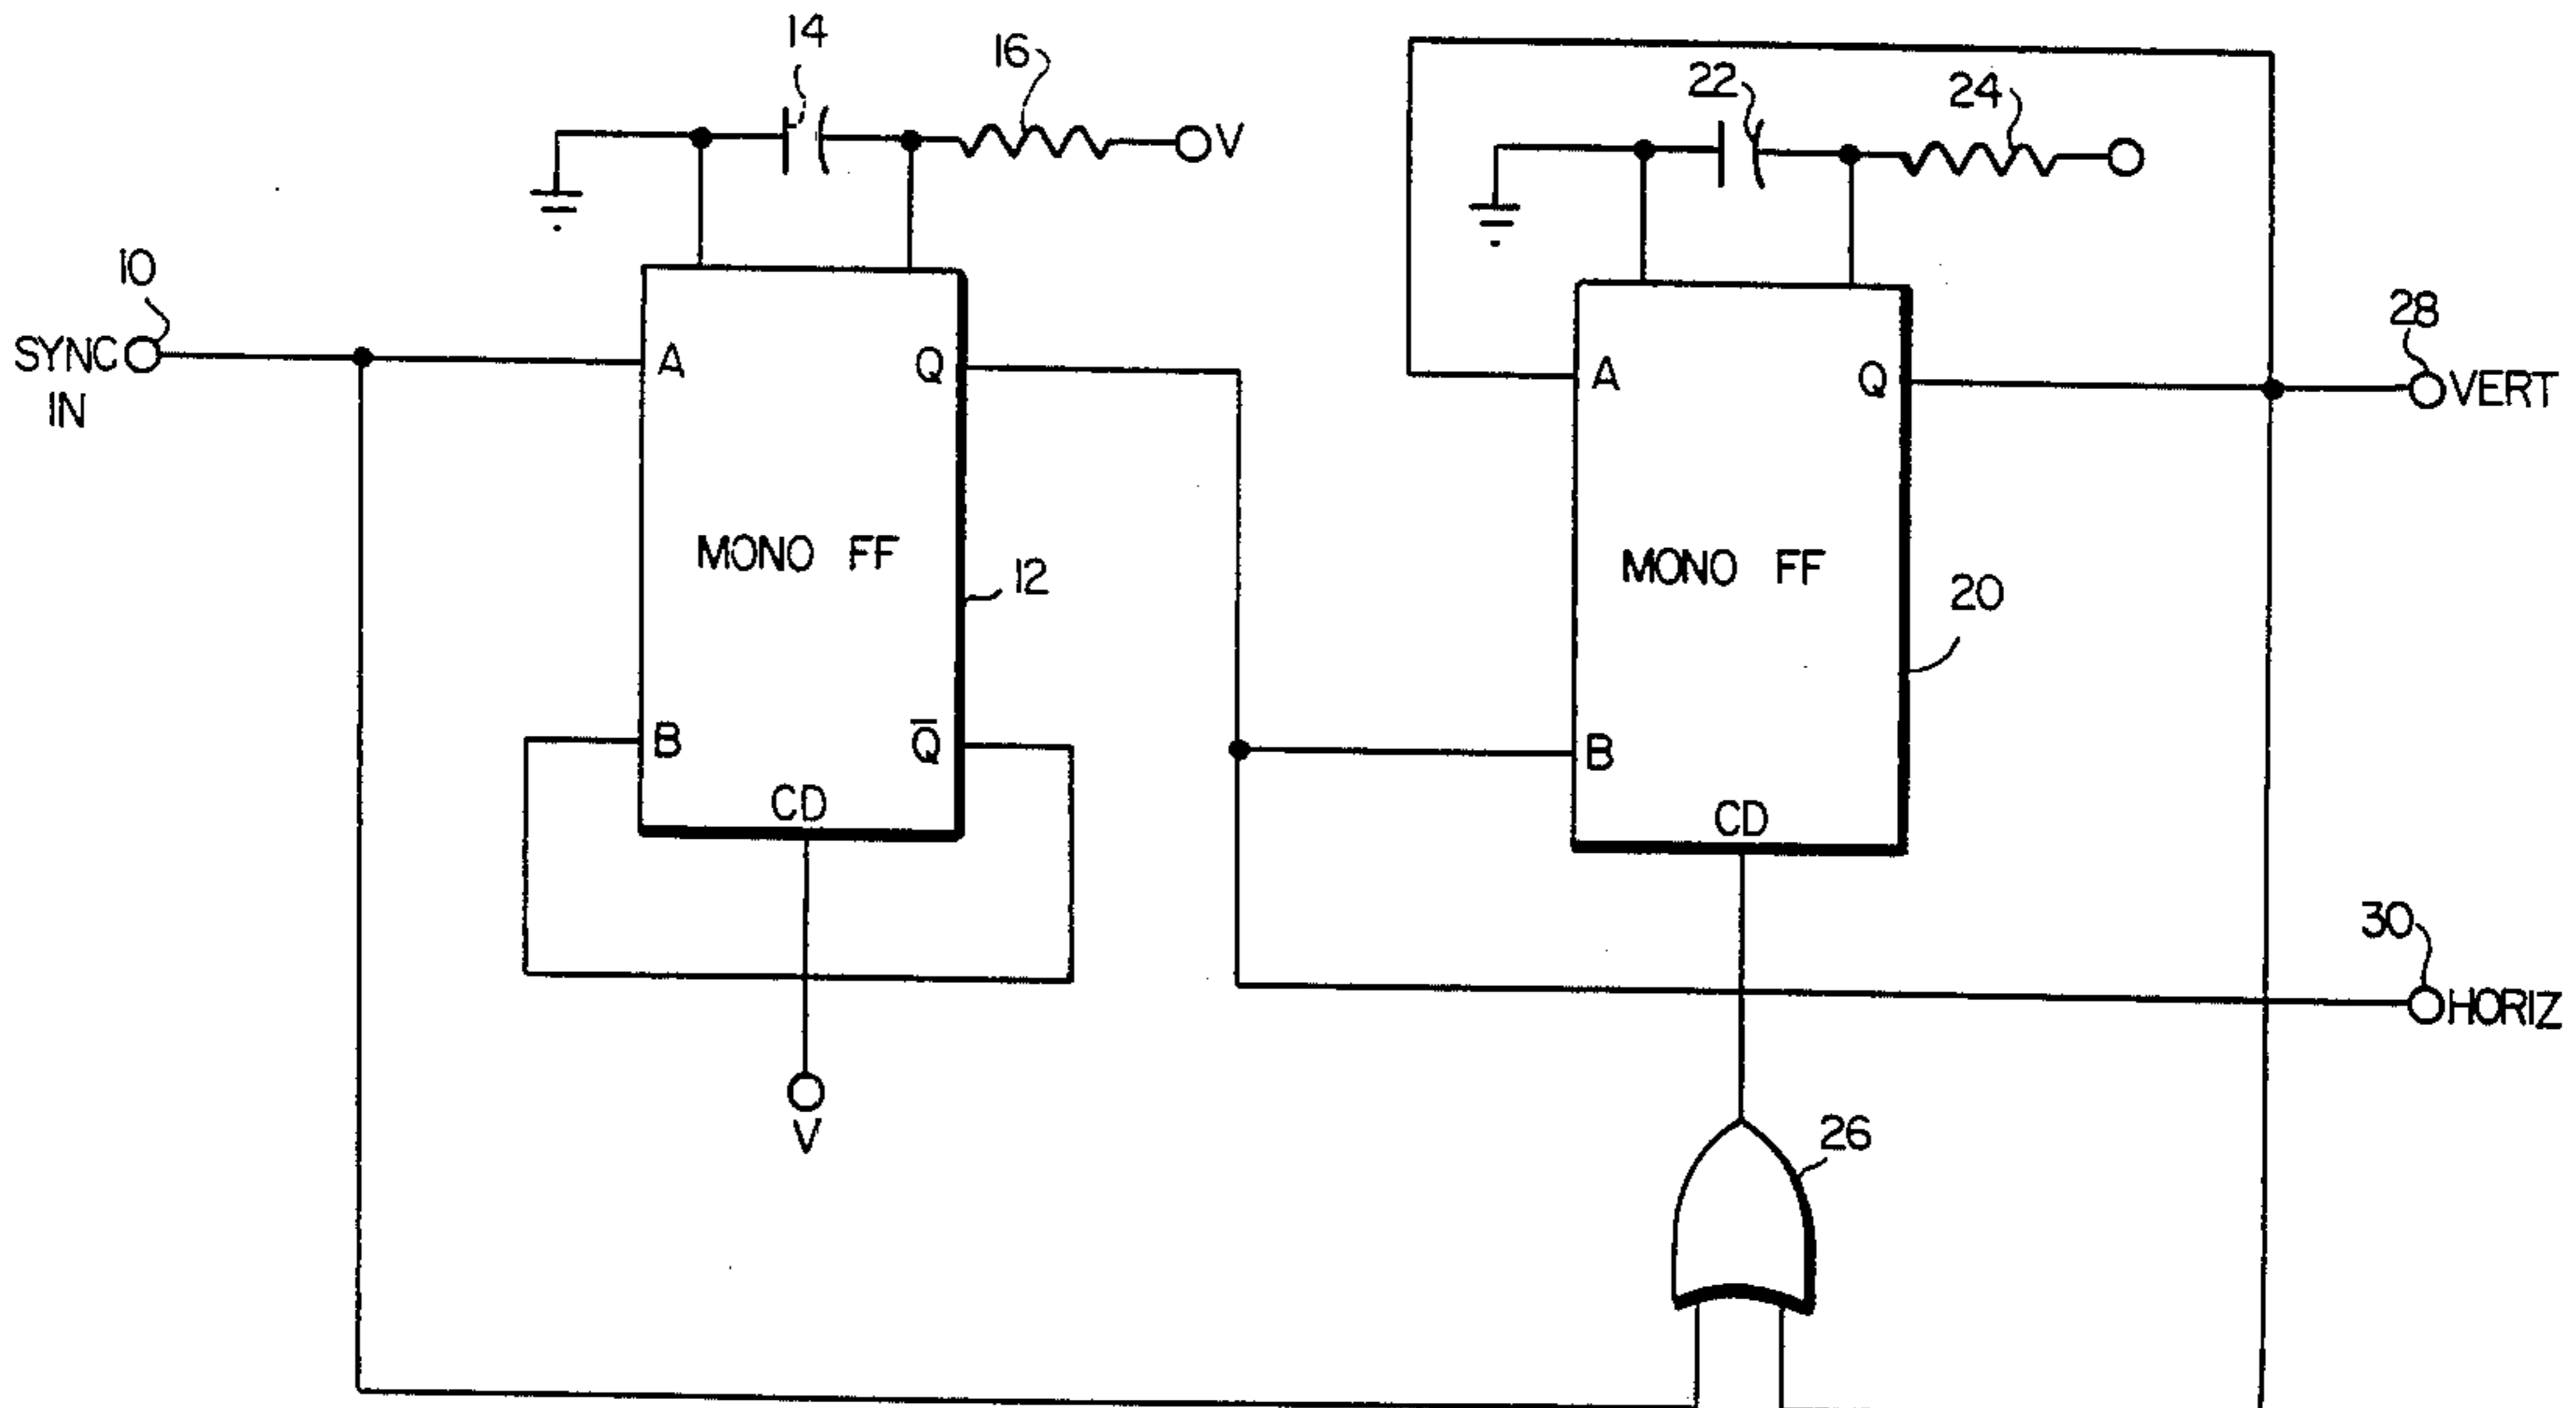 14
16
V
22
24
10
SYNC
IN
A
Q
MONO FF
12
B
Q̅
CD
V
A
Q
MONO FF
20
B
CD
28
VERT
30
HORIZ
26